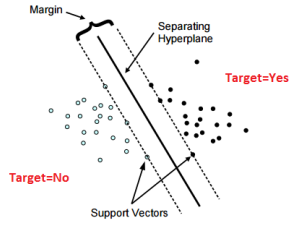 Margin
Separating
Hyperplane
Target=Yes
Target=No
Support Vectors